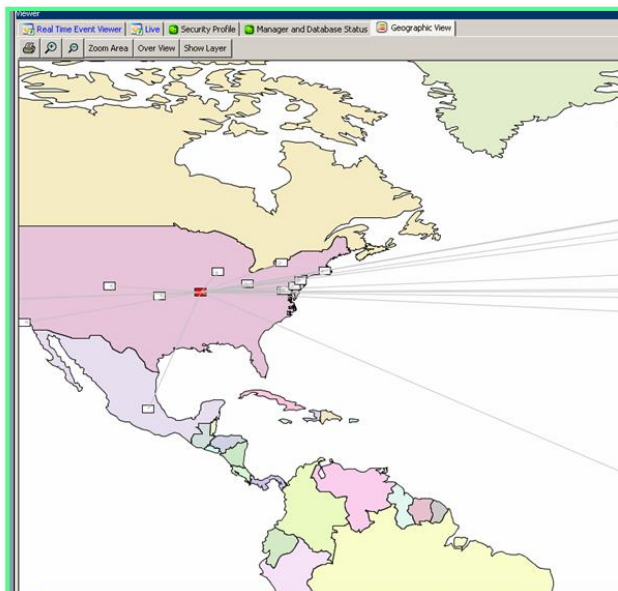 Viewer
Real Time Event Viewer Live Security Profile Manager and Database Status Geographic View
Zoom Area Over View Show Layer